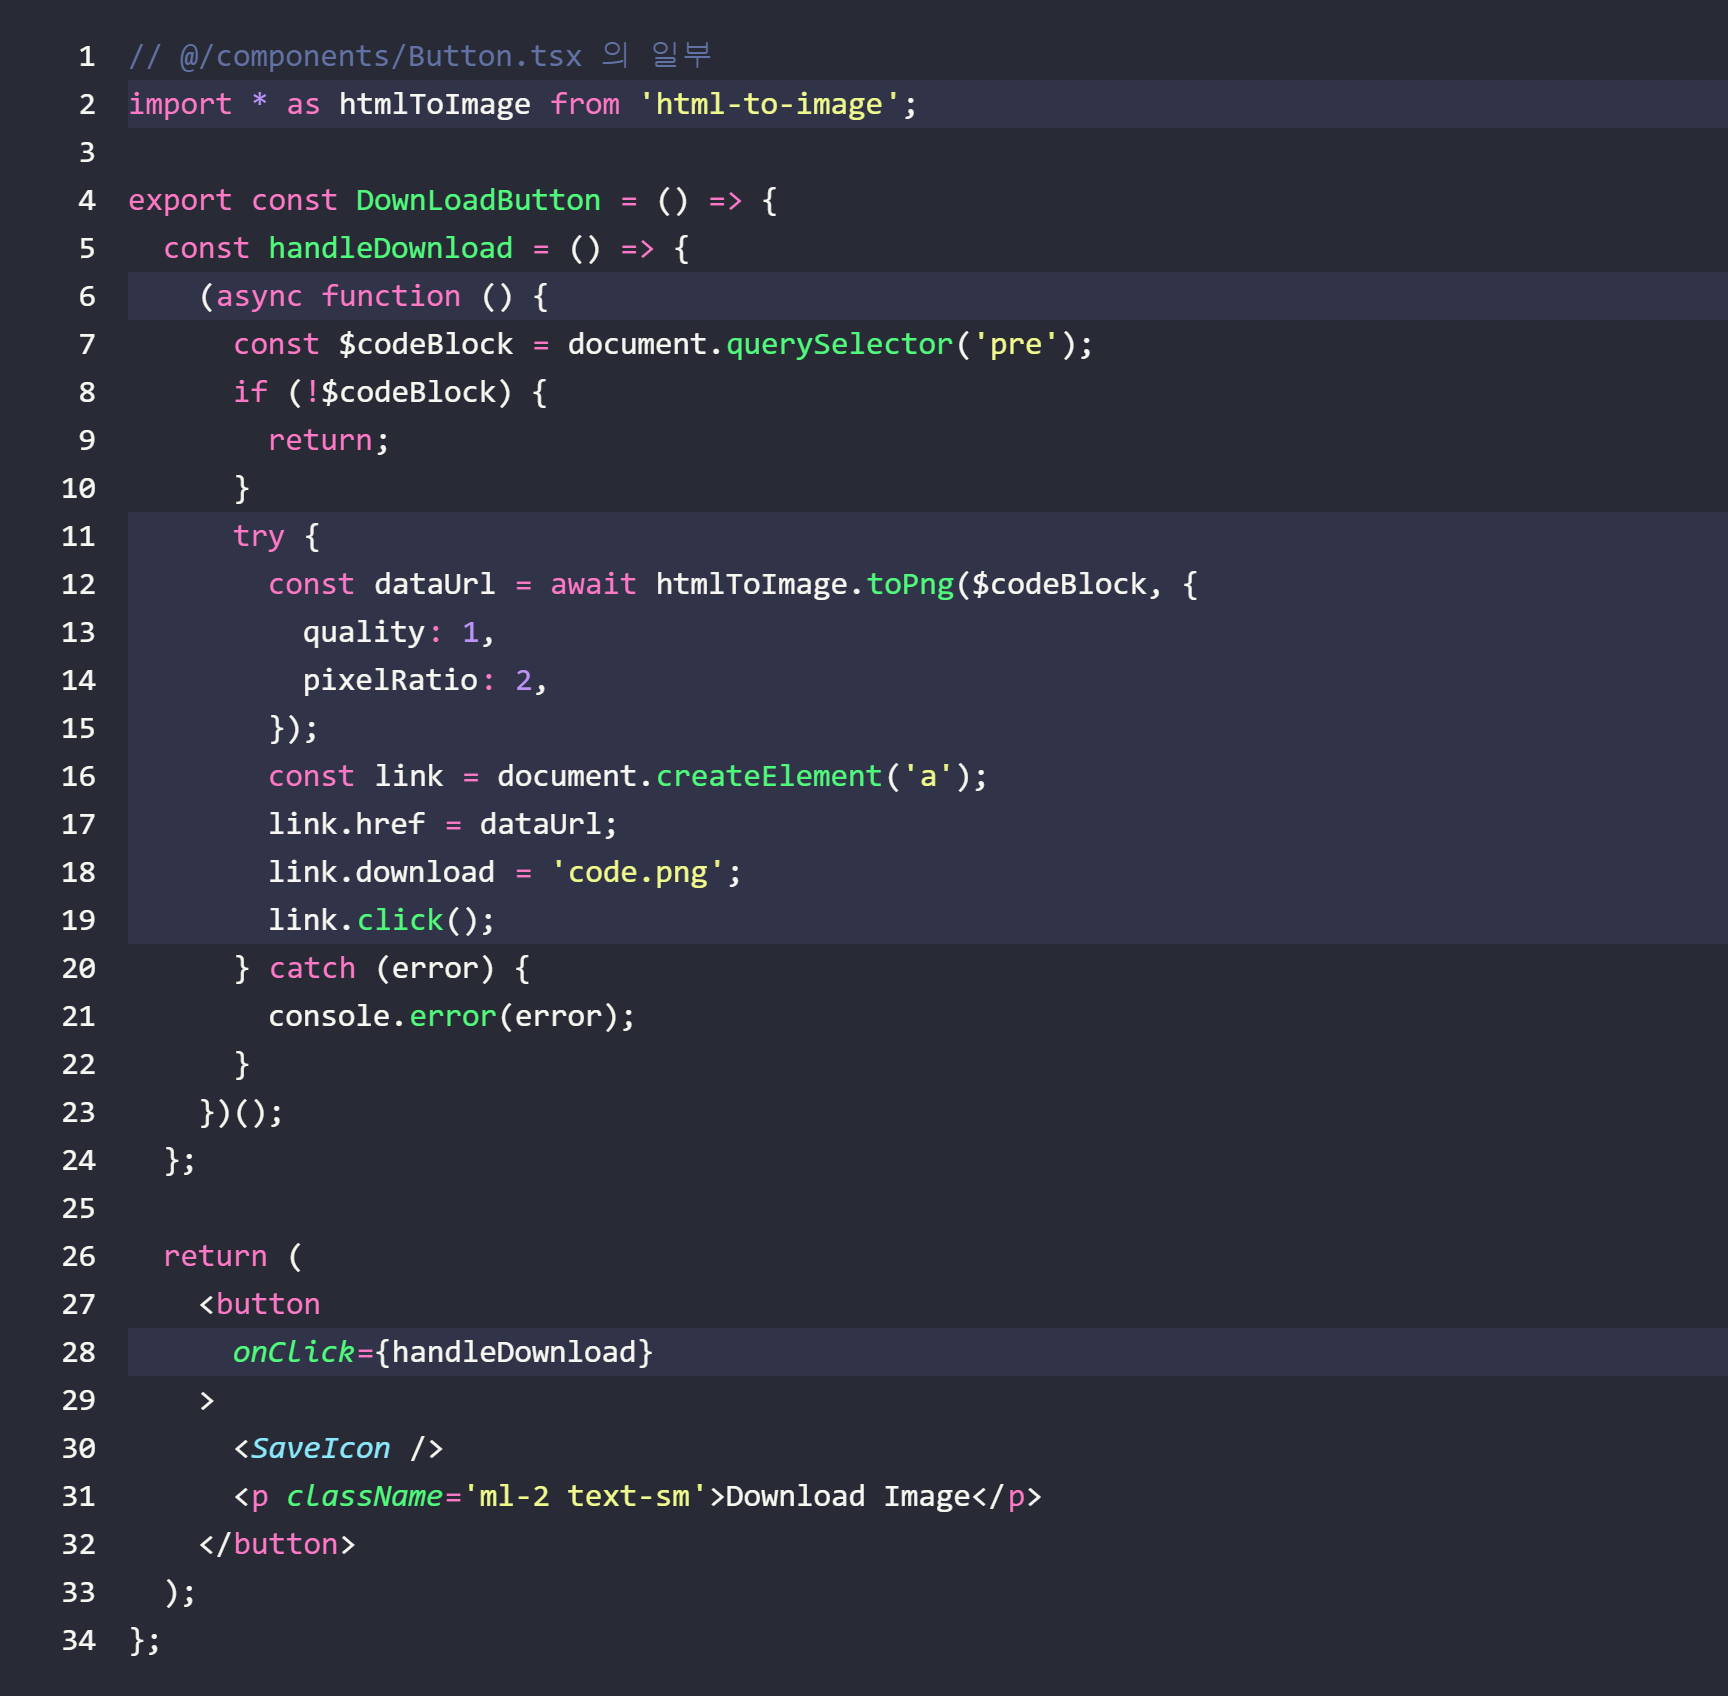 1 // @/components/Button.tsx 의 일부
2 import * as htmlToImage from 'html-to-image';
3
4 export const DownLoadButton = () => {
5   const handleDownload = () => {
6     (async function () {
7       const $codeBlock = document.querySelector('pre');
8       if (!$codeBlock) {
9         return;
10       }
11       try {
12         const dataUrl = await htmlToImage.toPng($codeBlock, {
13           quality: 1,
14           pixelRatio: 2,
15         });
16         const link = document.createElement('a');
17         link.href = dataUrl;
18         link.download = 'code.png';
19         link.click();
20       } catch (error) {
21         console.error(error);
22       }
23     })();
24   };
25
26   return (
27     <button
28       onClick={handleDownload}
29     >
30       <SaveIcon />
31       <p className='ml-2 text-sm'>Download Image</p>
32     </button>
33   );
34 };